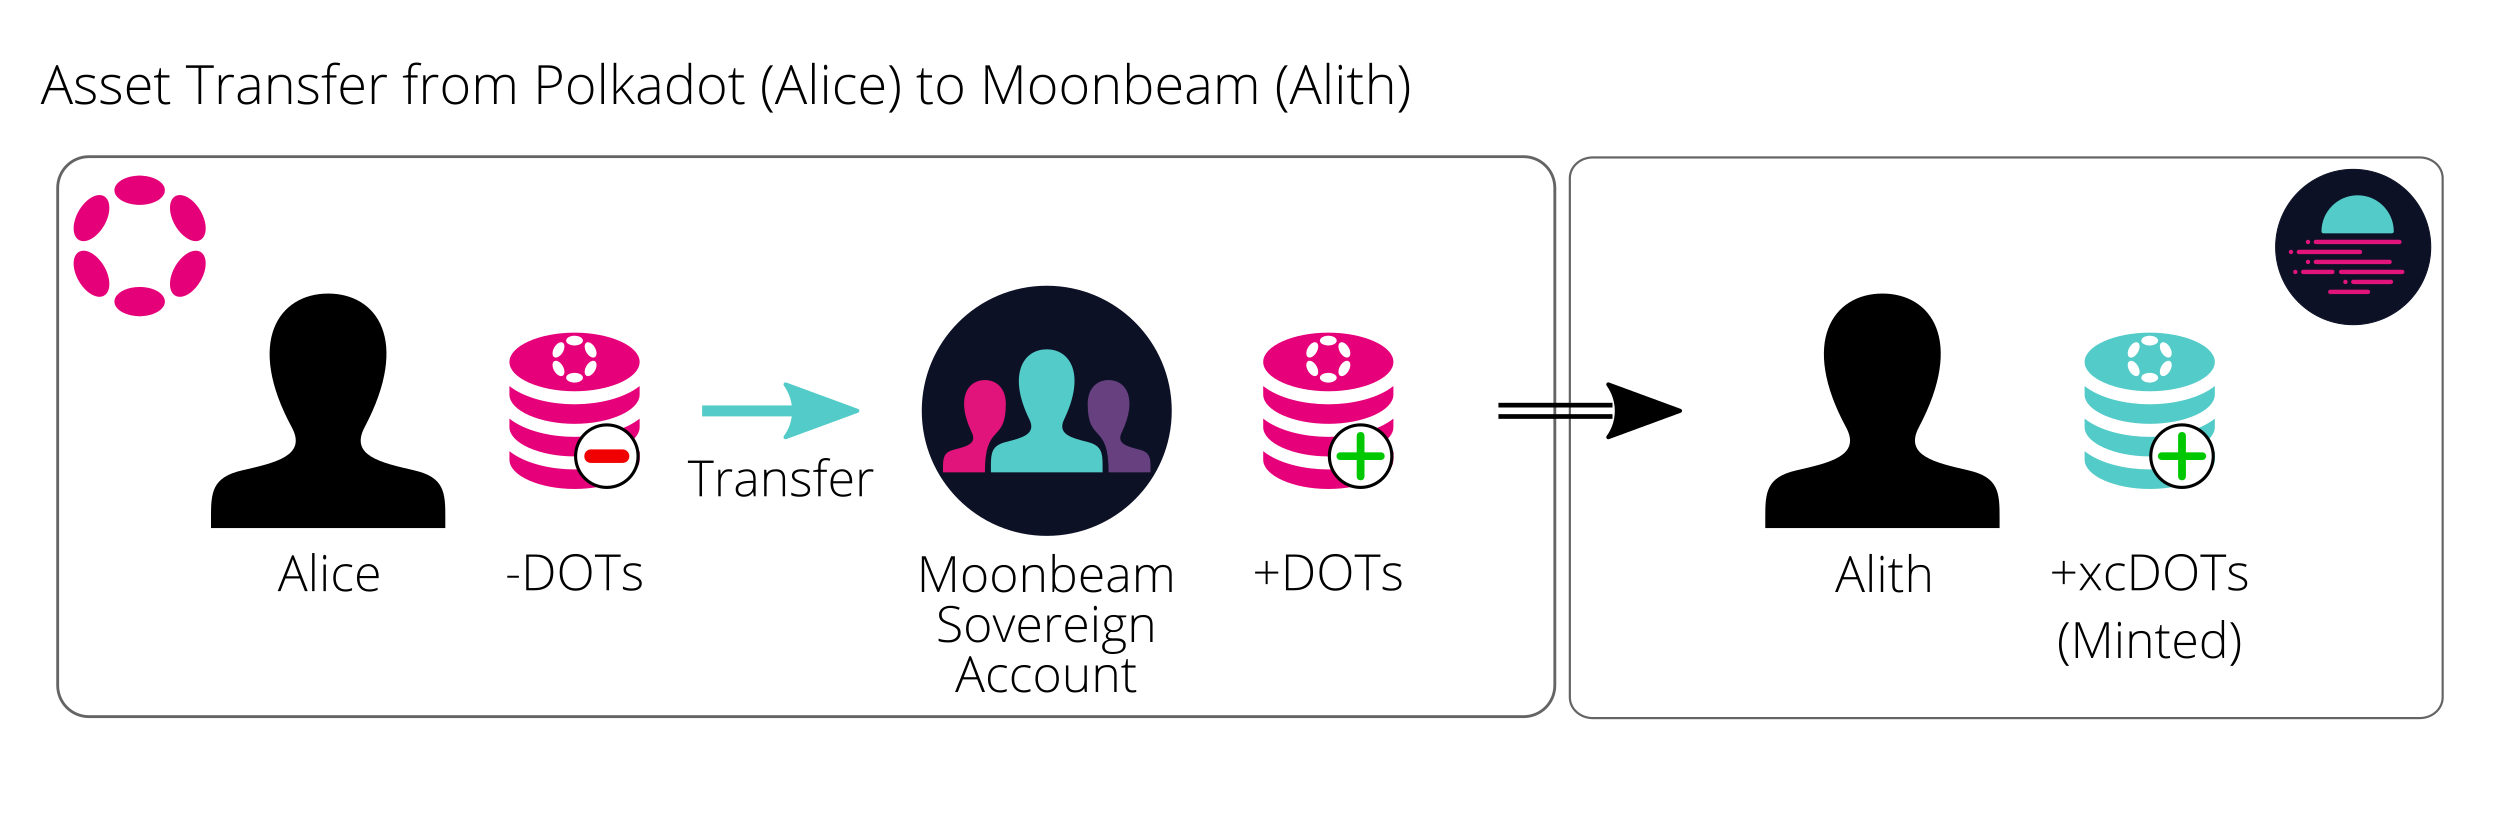 Asset Transfer from Polkadot (Alice) to Moonbeam (Alith)
Transfer
Alice
-DOTs
Moonbeam
Sovereign
Account
+DOTs
Alith
+xcDOTs
(Minted)